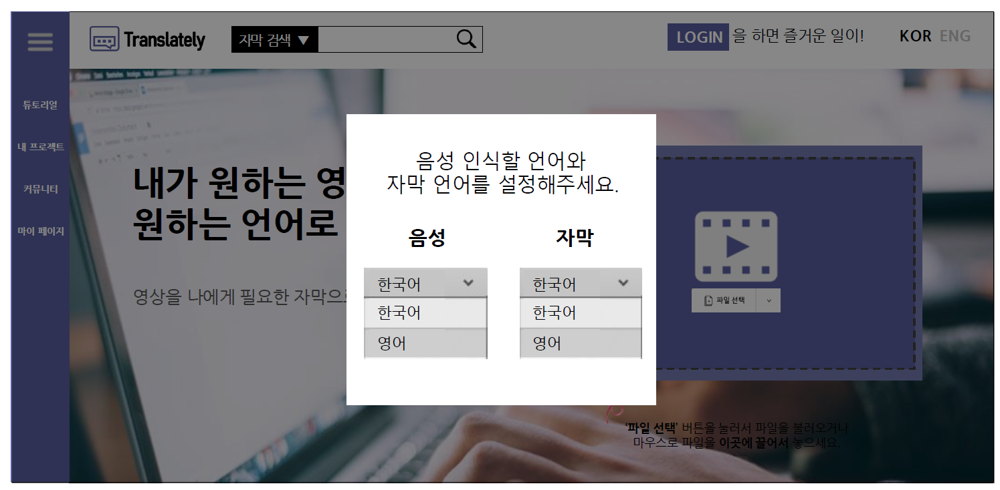 Translately
자막 검색 ▼
LOGIN 을 하면 즐거운 일이!
KOR ENG
튜토리얼
내 프로젝트
커뮤니티
마이 페이지
내가 원하는 영
원하는 언어로
영상을 나에게 필요한 자막으
음성 인식할 언어와
자막 언어를 설정해주세요.
음성
한국어
한국어
영어
자막
한국어
한국어
영어
파일 선택
'파일 선택' 버튼을 눌러서 파일을 불러오거나
마우스로 파일을 이곳에 끌어서 놓으세요.